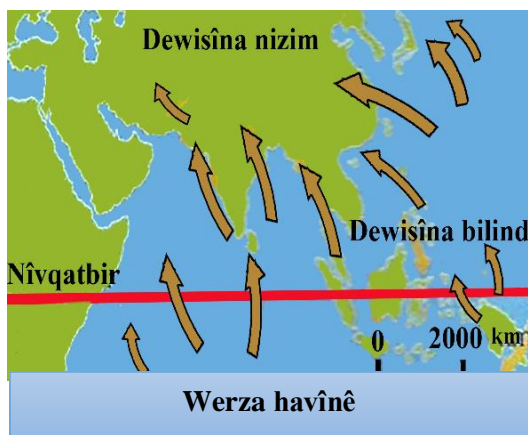 Dewisîna nizim
Dewisîna bilind
Nîvqatbir
0 2000 km
Werza havînê